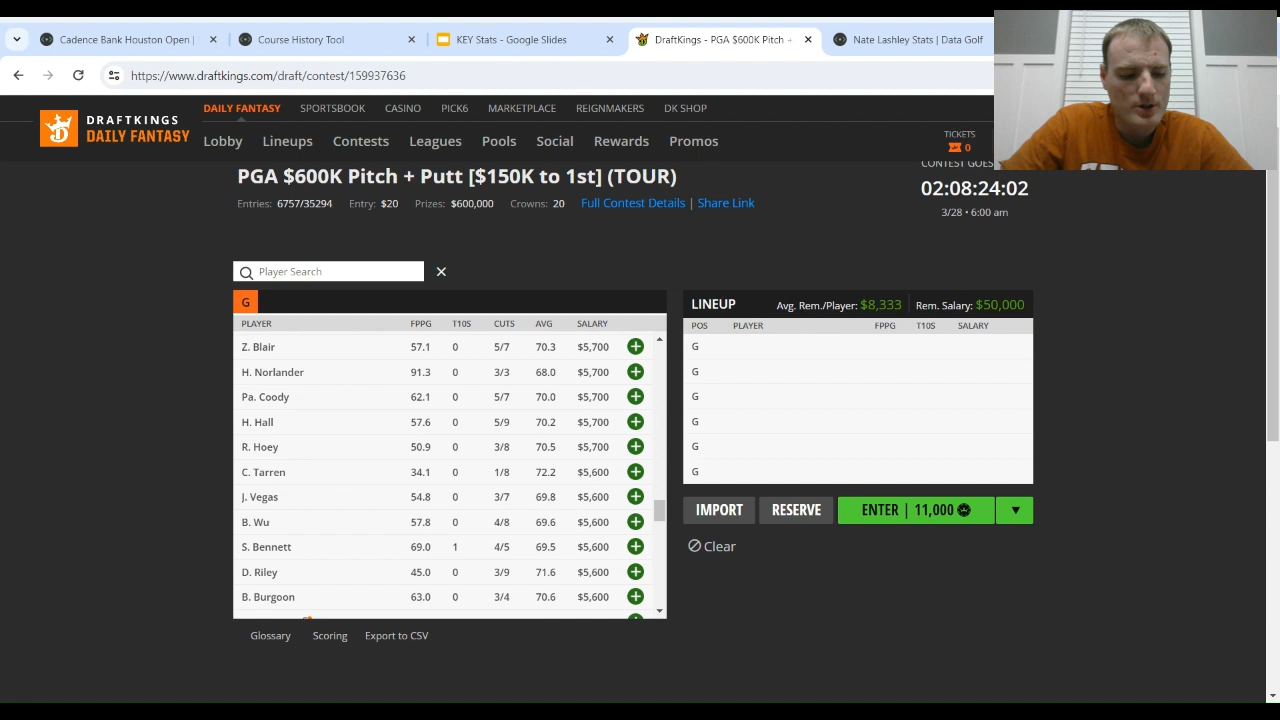 Cadence Bank Houston Open |
Course History Tool
KFT Stats - Google Slides
DraftKings - PGA $600K Pitch +
Nate Lashley Stats | Data Golf
DRAFTKINGS
DAILY FANTASY
DAILY FANTASY SPORTSBOOK CASINO PICK6 MARKETPLACE REIGNMAKERS DK SHOP
Lobby Lineups Contests Leagues Pools Social Rewards Promos
TICKETS
0
PGA $600K Pitch + Putt [$150K to 1st] (TOUR)
Entries: 6757/35294 Entry: $20 Prizes: $600,000 Crowns: 20 Full Contest Details | Share Link
CONTEST GOES
02:08:24:02
3/28 • 6:00 am
Player Search
G
PLAYER FPPG T10S CUTS AVG SALARY
Z. Blair 57.1 0 5/7 70.3 $5,700
H. Norlander 91.3 0 3/3 68.0 $5,700
Pa. Coody 62.1 0 5/7 70.0 $5,700
H. Hall 57.6 0 5/9 70.2 $5,700
R. Hoey 50.9 0 3/8 70.5 $5,700
C. Tarren 34.1 0 1/8 72.2 $5,600
J. Vegas 54.8 0 3/7 69.8 $5,600
B. Wu 57.8 0 4/8 69.6 $5,600
S. Bennett 69.0 1 4/5 69.5 $5,600
D. Riley 45.0 0 3/9 71.6 $5,600
B. Burgoon 63.0 0 3/4 70.6 $5,600
Glossary Scoring Export to CSV
LINEUP Avg. Rem./Player: $8,333 Rem. Salary: $50,000
POS PLAYER FPPG T10S SALARY
G
G
G
G
G
G
IMPORT RESERVE ENTER | 11,000
Clear